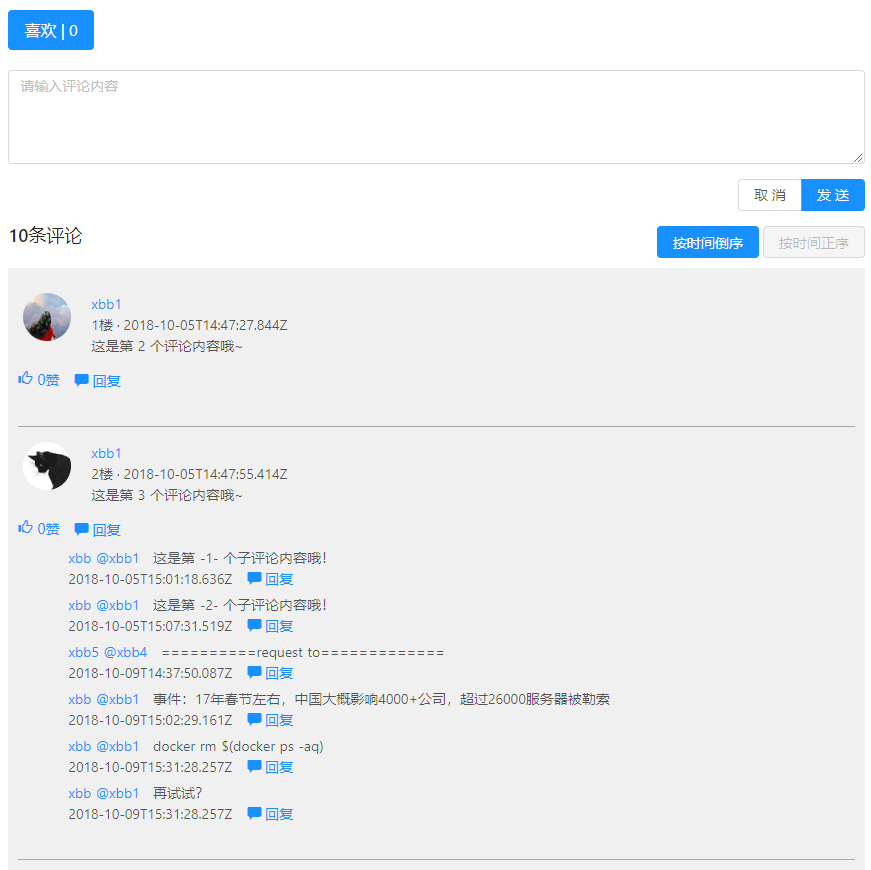 喜欢 | 0
请输入评论内容
取 消 发 送
10条评论 按时间倒序 按时间正序
xbb1
1楼 · 2018-10-05T14:47:27.844Z
这是第 2 个评论内容哦~
0赞 回复
xbb1
2楼 · 2018-10-05T14:47:55.414Z
这是第 3 个评论内容哦~
0赞 回复
xbb @xbb1 这是第 -1- 个子评论内容哦!
2018-10-05T15:01:18.636Z 回复
xbb @xbb1 这是第 -2- 个子评论内容哦!
2018-10-05T15:07:31.519Z 回复
xbb5 @xbb4 ==========request to=============
2018-10-09T14:37:50.087Z 回复
xbb @xbb1 事件：17年春节左右，中国大概影响4000+公司，超过26000服务器被勒索
2018-10-09T15:02:29.161Z 回复
xbb @xbb1 docker rm $(docker ps -aq)
2018-10-09T15:31:28.257Z 回复
xbb @xbb1 再试试?
2018-10-09T15:31:28.257Z 回复